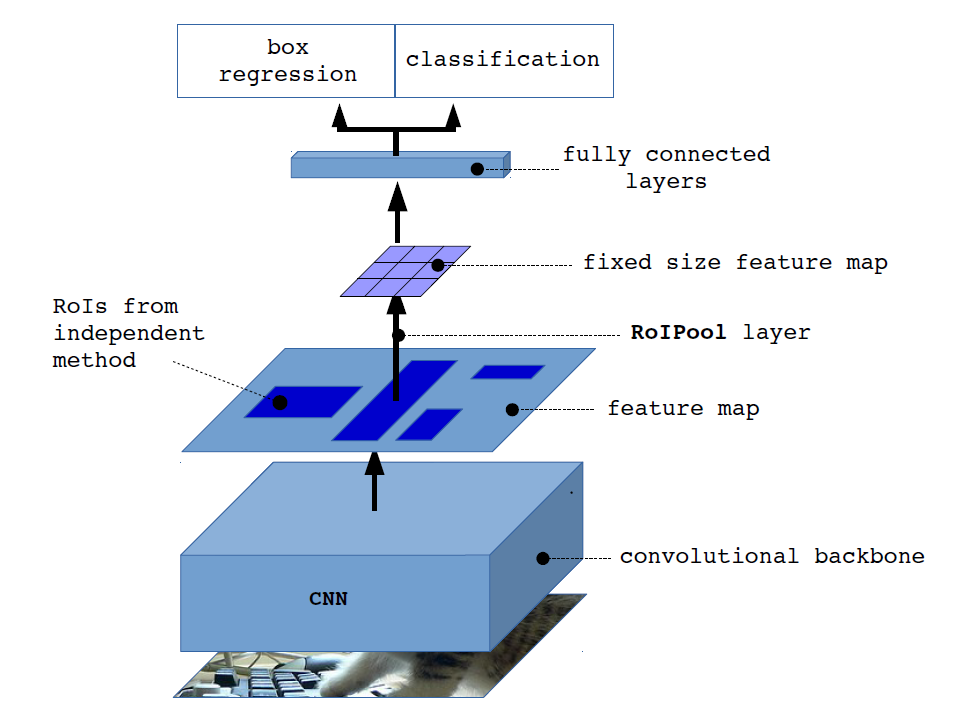 box
regression
classification
fully connected
layers
fixed size feature map
RoIs from
independent
method
RoIPool layer
feature map
convolutional backbone
CNN